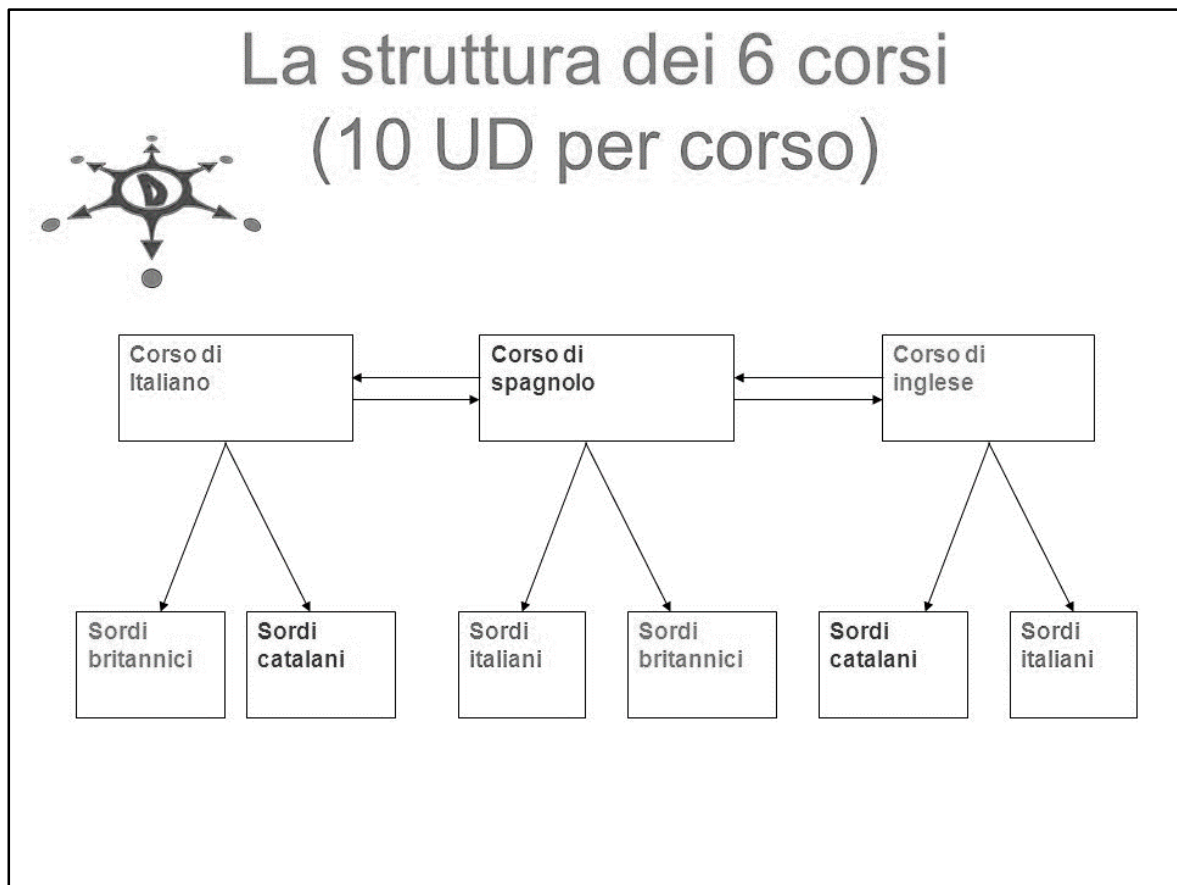 La struttura dei 6 corsi
(10 UD per corso)
D
Corso di
Italiano
Corso di
spagnolo
Corso di
inglese
Sordi
britannici
Sordi
catalani
Sordi
italiani
Sordi
britannici
Sordi
catalani
Sordi
italiani